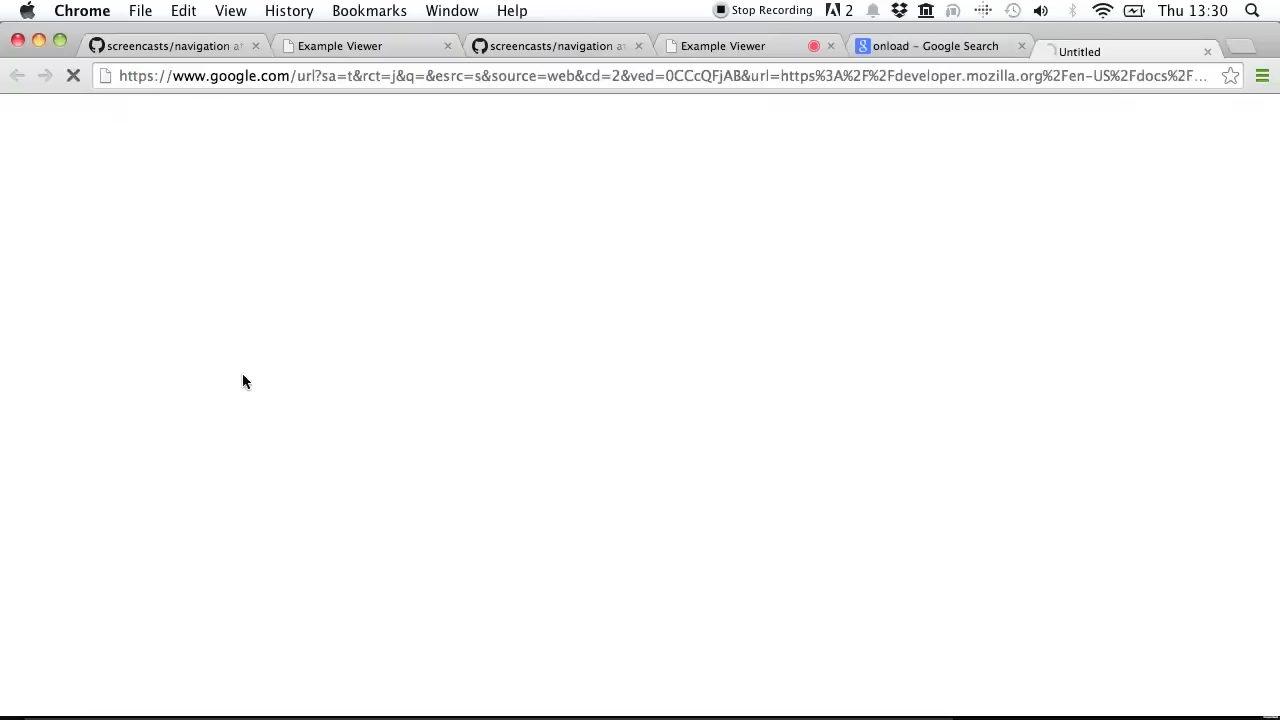 Chrome File Edit View History Bookmarks Window Help Stop Recording 2 Thu 13:30
screencasts/navigation at Example Viewer screencasts/navigation at Example Viewer onload – Google Search Untitled
https://www.google.com/url?sa=t&rct=j&q=&esrc=s&source=web&cd=2&ved=0CCcQFjAB&url=https%3A%2F%2Fdeveloper.mozilla.org%2Fen-US%2Fdocs%2F...